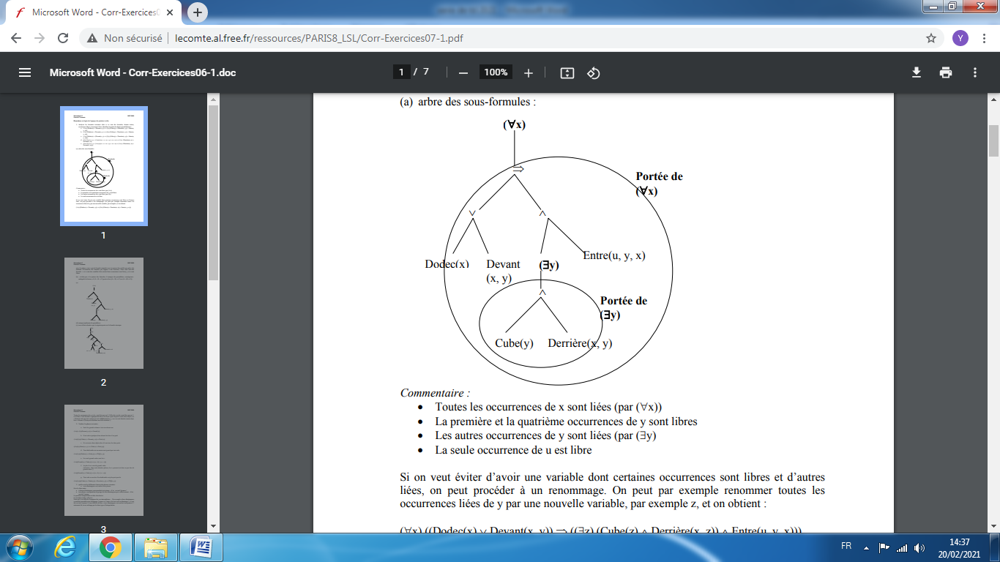 Microsoft Word - Corr-Exercices0
Non sécurisé | lecomte.al.free.fr/ressources/PARIS8_LSL/Corr-Exercices07-1.pdf
Y
Microsoft Word - Corr-Exercices06-1.doc
1 / 7
100%
1
2
3
(a) arbre des sous-formules :
(∀x)
⇒
Portée de
(∀x)
∨ ∧
Dodec(x) Devant (∃y) Entre(u, y, x)
(x, y)
∧
Portée de
(∃y)
Cube(y) Derrière(x, y)
Commentaire :
• Toutes les occurrences de x sont liées (par (∀x))
• La première et la quatrième occurrences de y sont libres
• Les autres occurrences de y sont liées (par (∃y)
• La seule occurrence de u est libre
Si on veut éviter d’avoir une variable dont certaines occurrences sont libres et d’autres
liées, on peut procéder à un renommage. On peut par exemple renommer toutes les
occurrences liées de y par une nouvelle variable, par exemple z, et on obtient :
(∀x) ((Dodec(x) ∨ Devant(x, y)) ⇒ ((∃z) (Cube(z) ∧ Derrière(x, z)) ∧ Entre(u, y, x)))
FR
14:37
20/02/2021